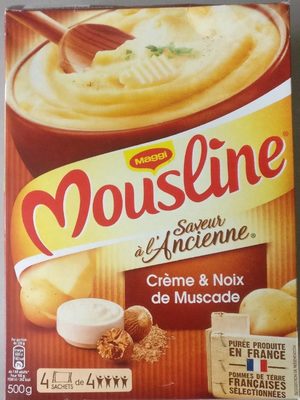 Maggi
Mousline®
Saveur
à l'Ancienne®
Crème & Noix
de Muscade
PURÉE PRODUITE
EN FRANCE
POMMES DE TERRE
FRANÇAISES
SÉLECTIONNÉES
500g
4 SACHETS de 4